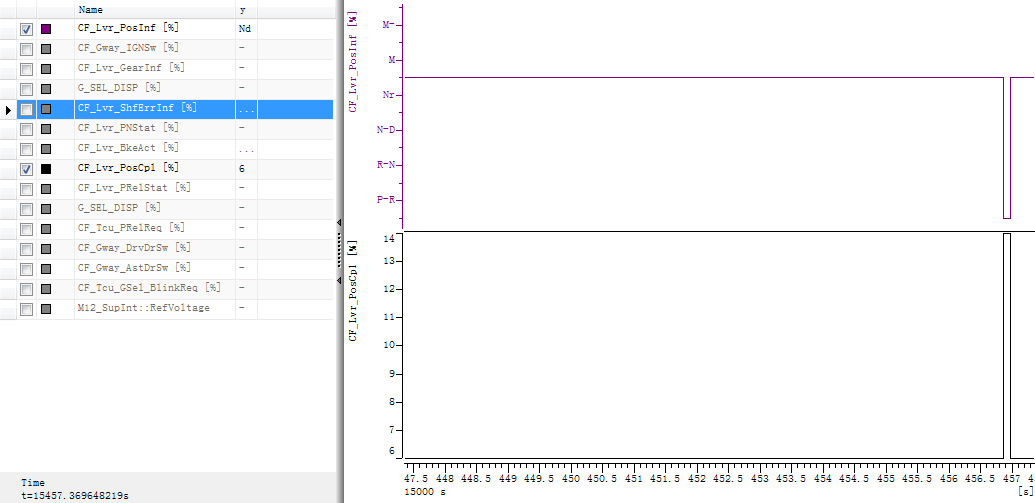 Name y
CF_Lvr_PosInf [%] Nd
CF_Gway_IGNSw [%] -
CF_Lvr_GearInf [%] -
G_SEL_DISP [%] -
CF_Lvr_ShfErrInf [%] ...
CF_Lvr_PNStat [%] -
CF_Lvr_BkeAct [%] ...
CF_Lvr_PosCpl [%] 6
CF_Lvr_PRelStat [%] -
G_SEL_DISP [%] -
CF_Tcu_PRelReq [%] -
CF_Gway_DrvDrSw [%] -
CF_Gway_AstDrSw [%] -
CF_Tcu_GSel_BlinkReq [%] -
M12_SupInt::RefVoltage -
Time
t=15457.369648219s
CF_Lvr_PosInf [%]
M-
M
Nr
N-D
R-N
P-R
CF_Lvr_PosCpl [%]
14
13
12
11
10
9
8
7
6
47.5 448 448.5 449 449.5 450 450.5 451 451.5 452 452.5 453 453.5 454 454.5 455 455.5 456 456.5 457 457.4
15000 s [s]